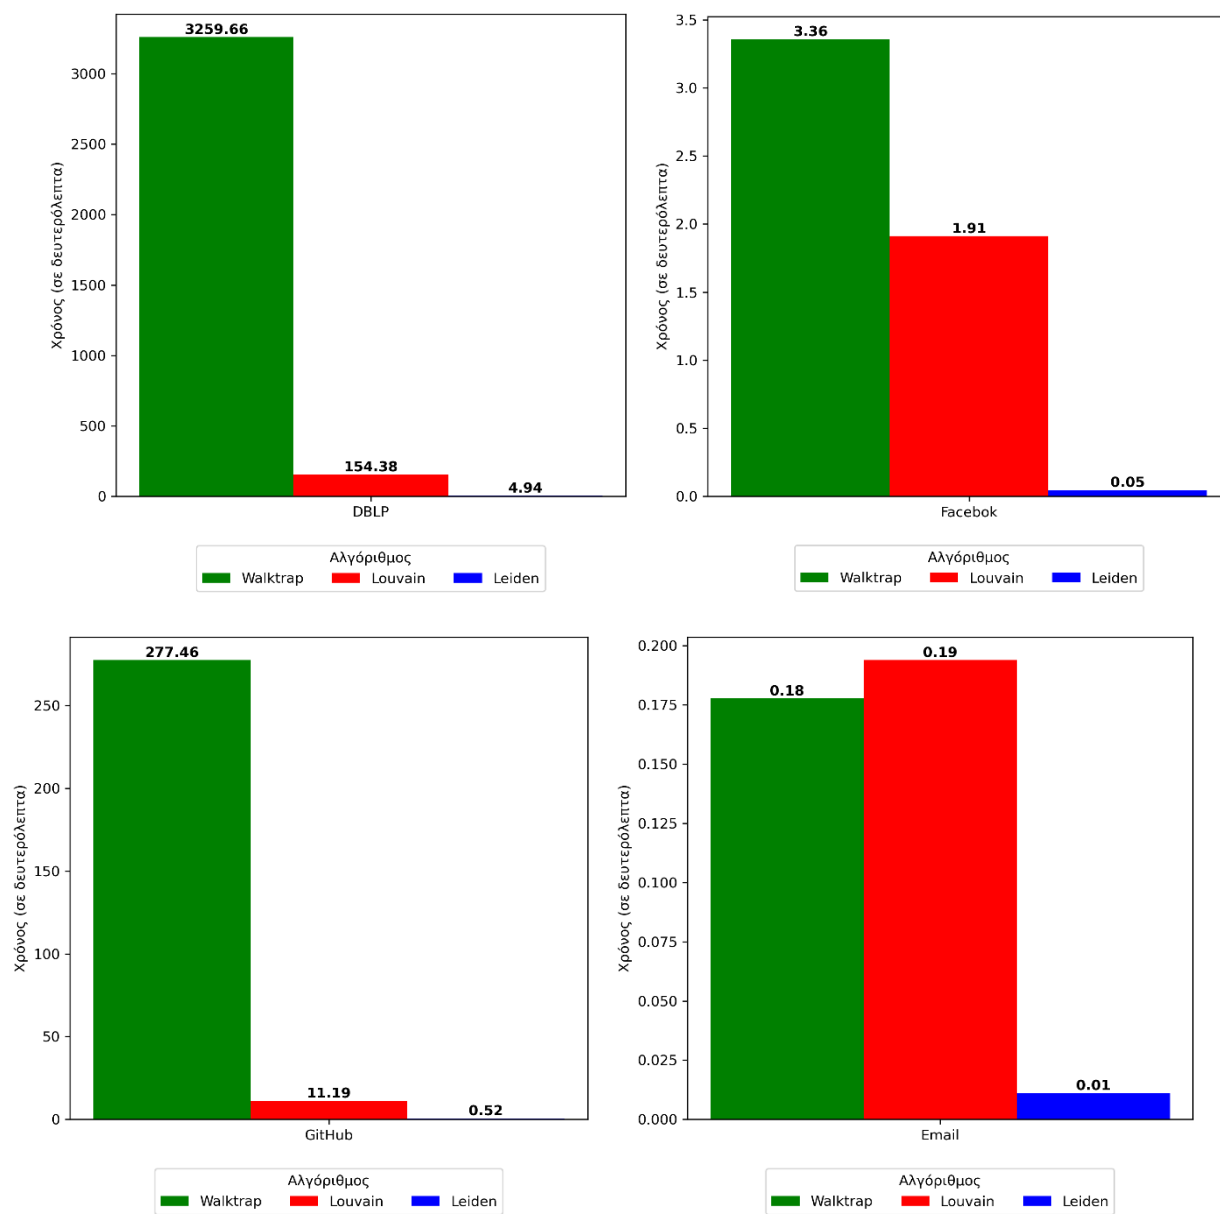 3259.66
3000
2500
2000
1500
1000
500
0
Χρόνος (σε δευτερόλεπτα)
154.38
4.94
DBLP
Αλγόριθμος
Walktrap Louvain Leiden
3.5
3.0
2.5
2.0
1.5
1.0
0.5
0.0
Χρόνος (σε δευτερόλεπτα)
3.36
1.91
0.05
Facebok
Αλγόριθμος
Walktrap Louvain Leiden
277.46
250
200
150
100
50
0
Χρόνος (σε δευτερόλεπτα)
11.19
0.52
GitHub
Αλγόριθμος
Walktrap Louvain Leiden
0.200
0.175
0.150
0.125
0.100
0.075
0.050
0.025
0.000
Χρόνος (σε δευτερόλεπτα)
0.18
0.19
0.01
Email
Αλγόριθμος
Walktrap Louvain Leiden